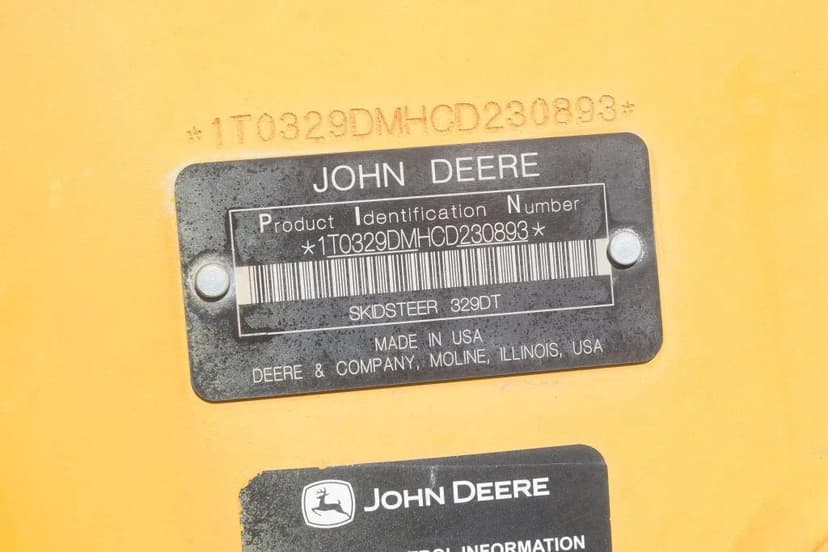 *1T0329DMHCD230893*
JOHN DEERE
Product Identification Number
*1T0329DMHCD230893*
SKIDSTEER 329DT
MADE IN USA
DEERE & COMPANY, MOLINE, ILLINOIS, USA
JOHN DEERE
INFORMATION